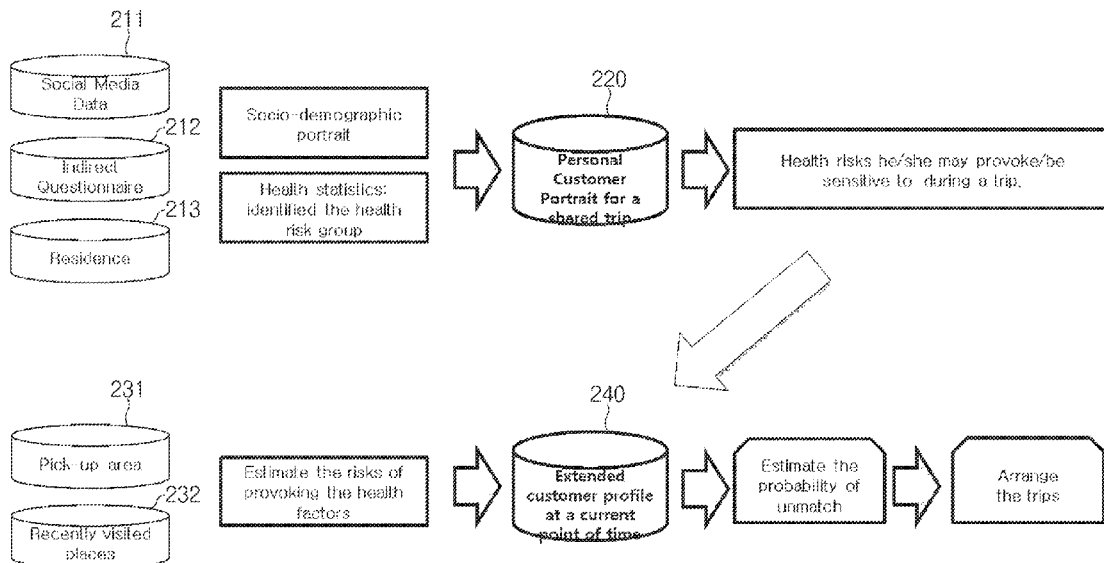 211
Social Media
Data
212
Indirect
Questionnaire
213
Residence
Socio-demographic
portrait
Health statistics:
identified the health
risk group
220
Personal
Customer
Portrait for a
shared trip
Health risks he/she may provoke/be
sensitive to during a trip.
231
Pick-up area
232
Recently visited
places
Estimate the risks of
provoking the health
factors
240
Extended
customer profile
at a current
point of time
Estimate the
probability of
unmatch
Arrange
the trips